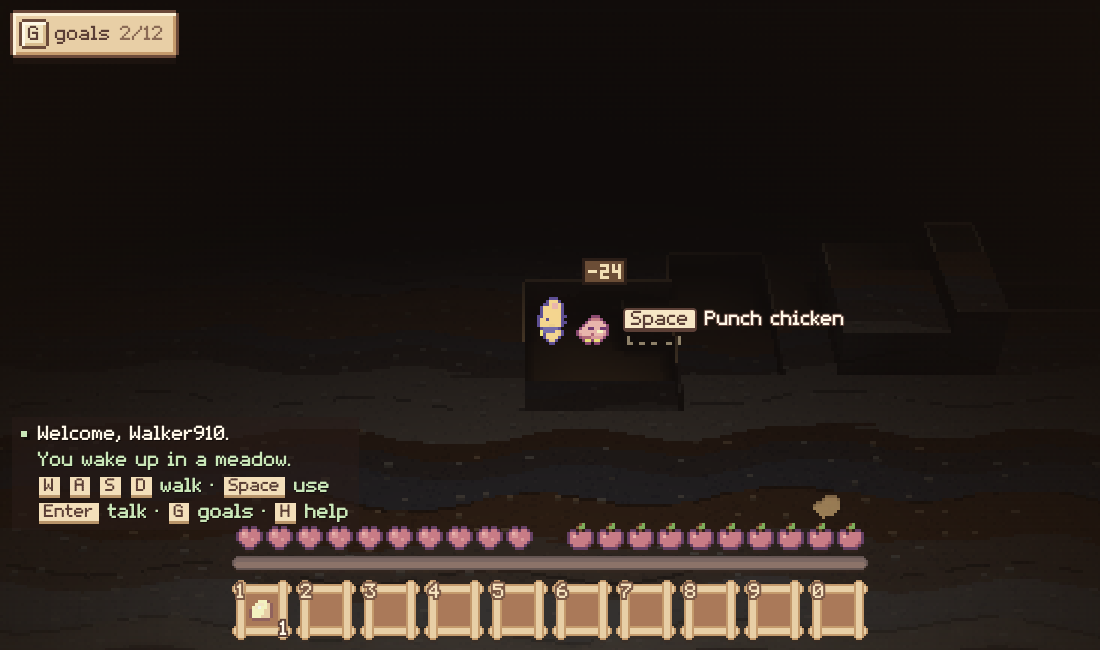 G goals 2/12
-24
Space Punch chicken
Welcome, Walker910.
You wake up in a meadow.
W A S D walk · Space use
Enter talk · G goals · H help
1 2 3 4 5 6 7 8 9 0
1